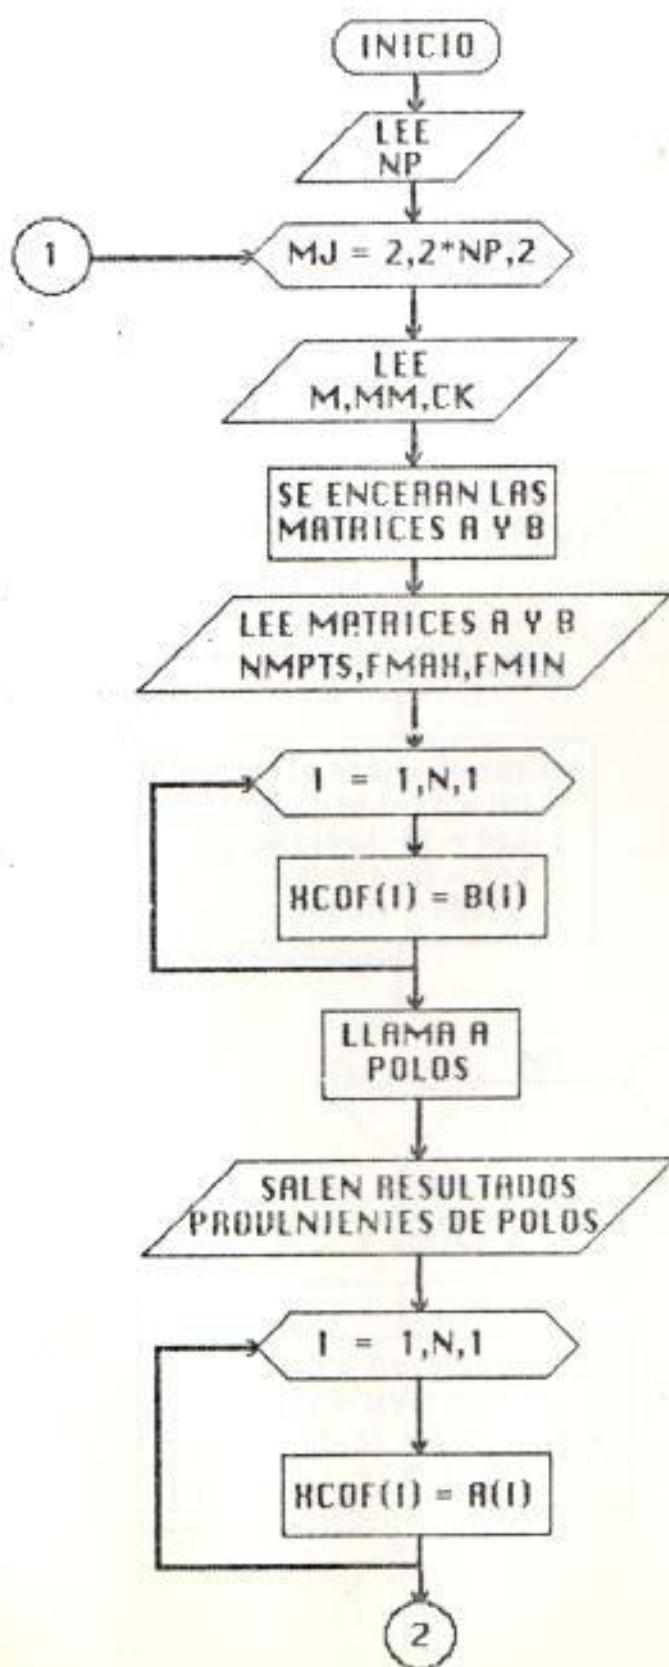 INICIO
LEE
NP
1
MJ = 2,2*NP,2
LEE
M,MM,CK
SE ENCERAN LAS
MATRICES A Y B
LEE MATRICES A Y B
NMPTS,FMAX,FMIN
I = 1,N,1
XCOF(I) = B(I)
LLAMA A
POLOS
SALEN RESULTADOS
PROVENIENTES DE POLOS
I = 1,N,1
XCOF(I) = A(I)
2